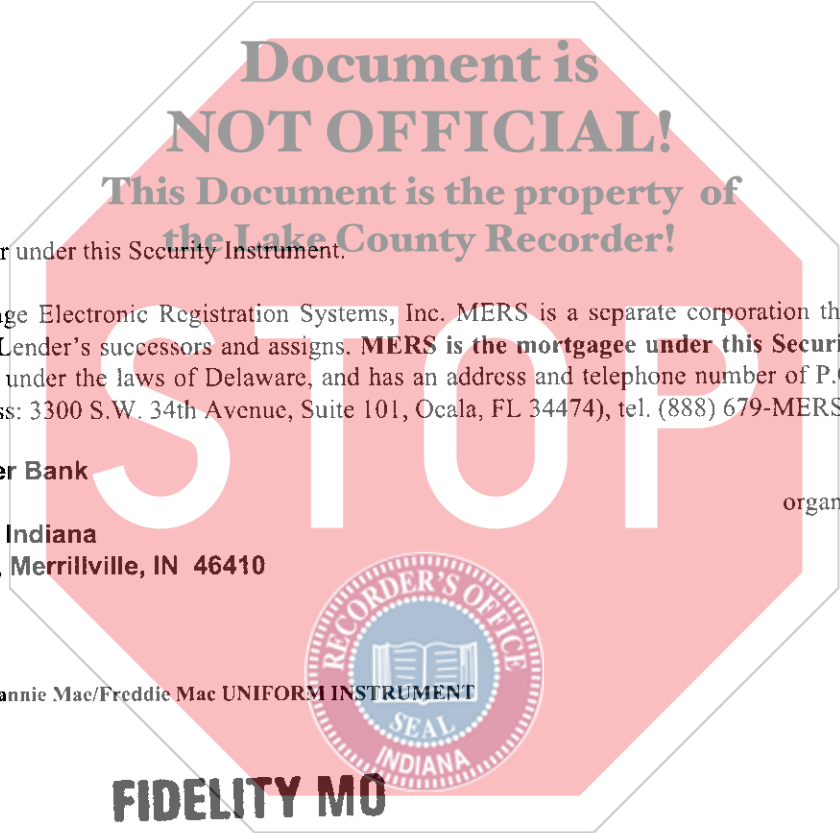 Document is
NOT OFFICIAL!
This Document is the property of
the Lake County Recorder!
r under this Security Instrument.
ge Electronic Registration Systems, Inc. MERS is a separate corporation th
Lender's successors and assigns. MERS is the mortgagee under this Securi
under the laws of Delaware, and has an address and telephone number of P.
ss: 3300 S.W. 34th Avenue, Suite 101, Ocala, FL 34474), tel. (888) 679-MERS
STOP
er Bank
organ
Indiana
, Merrillville, IN 46410
RECORDER'S OFFICE
annie Mac/Freddie Mac UNIFORM INSTRUMENT
SEAL
INDIANA
FIDELITY MO